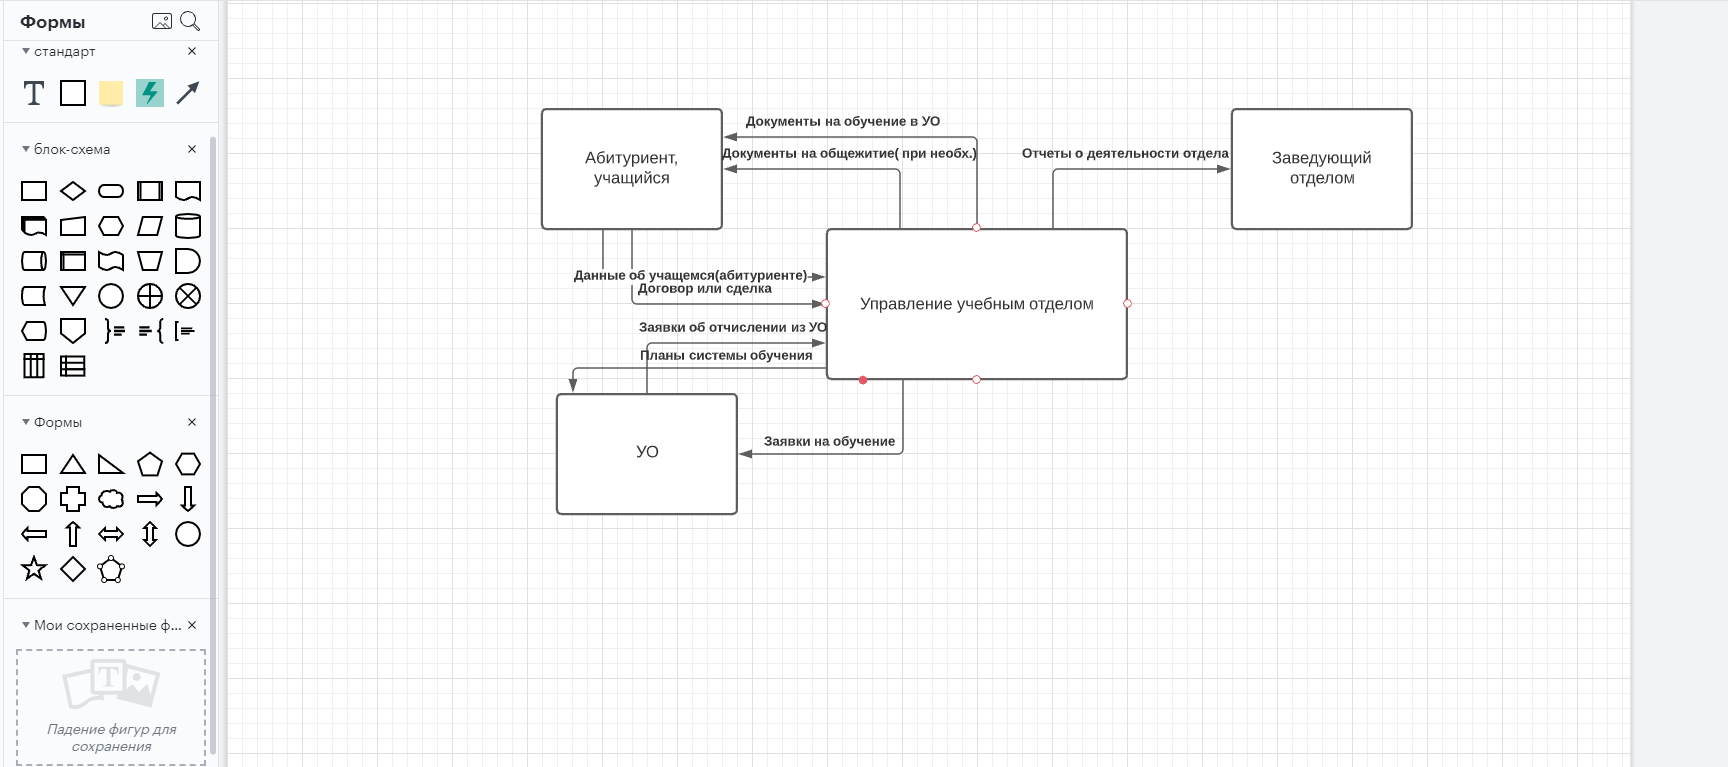 Формы
стандарт
T
блок-схема
Формы
Мои сохраненные ф...
T
Падение фигур для
сохранения
Абитуриент,
учащийся
Документы на обучение в УО
Документы на общежитие( при необх.)
Отчеты о деятельности отдела
Заведующий
отделом
Данные об учащемся(абитуриенте)
Договор или сделка
Управление учебным отделом
Заявки об отчислении из УО
Планы системы обучения
УО
Заявки на обучение